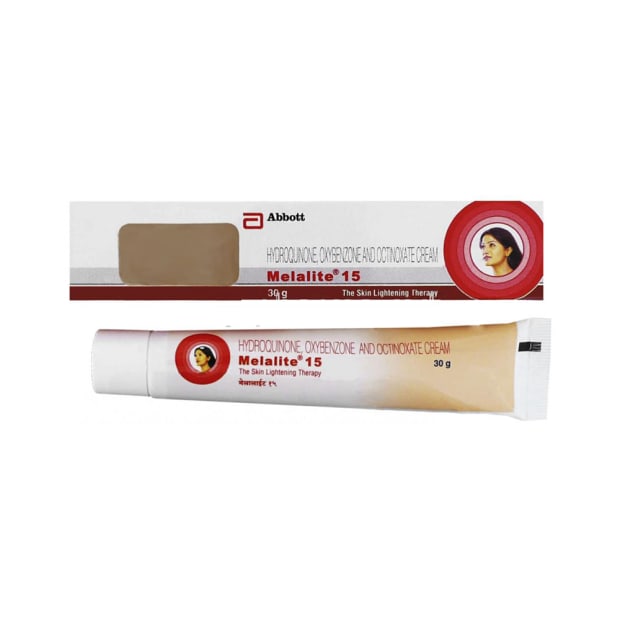 Abbott
HYDROQUINONE, OXYBENZONE AND OCTINOXATE CREAM
Melalite® 15
30 g
The Skin Lightening Therapy
HYDROQUINONE, OXYBENZONE AND OCTINOXATE CREAM
Melalite® 15
30 g
The Skin Lightening Therapy
मेलालाईट १५